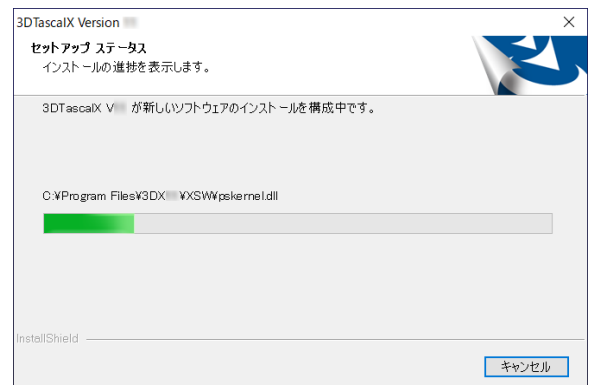 3DTascalX Version
セットアップ ステータス
インストールの進捗を表示します。
3DTascalX V が新しいソフトウェアのインストールを構成中です。
C:¥Program Files¥3DX ¥XSW¥pskernel.dll
InstallShield
キャンセル